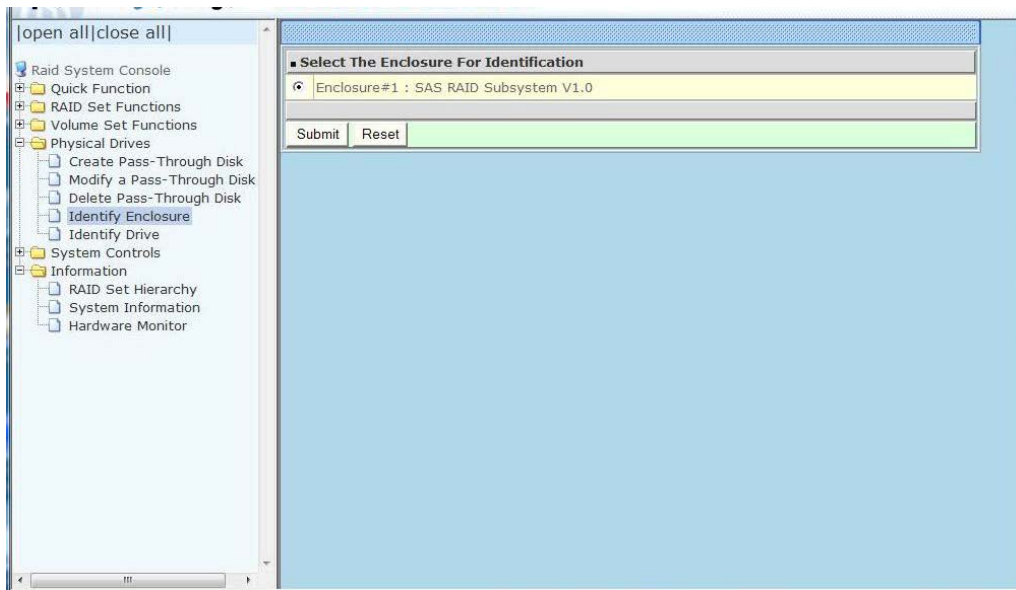 |open all|close all|
Raid System Console
Quick Function
RAID Set Functions
Volume Set Functions
Physical Drives
Create Pass-Through Disk
Modify a Pass-Through Disk
Delete Pass-Through Disk
Identify Enclosure
Identify Drive
System Controls
Information
RAID Set Hierarchy
System Information
Hardware Monitor
Select The Enclosure For Identification
Enclosure#1 : SAS RAID Subsystem V1.0
Submit Reset